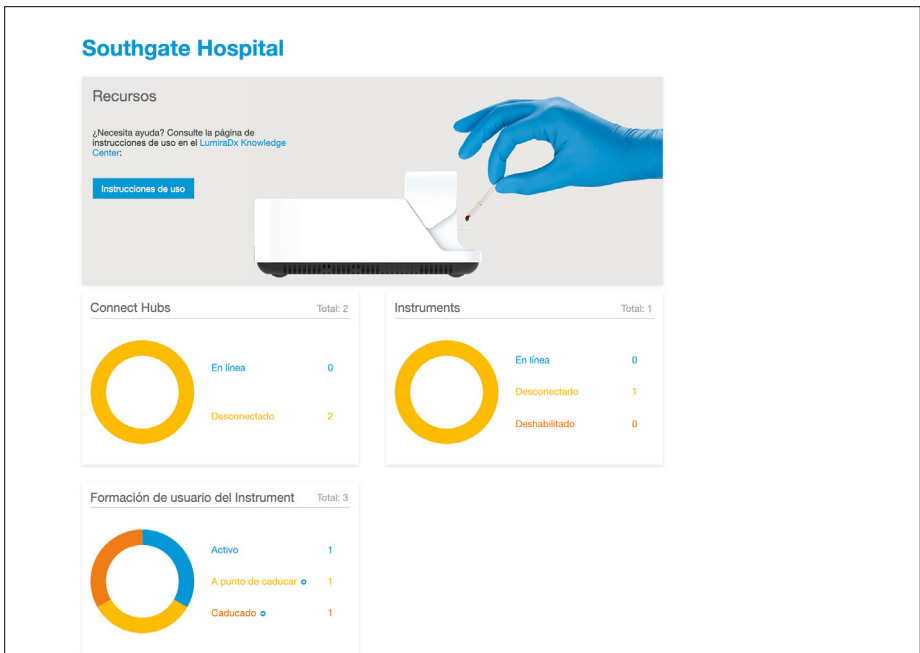 Southgate Hospital
Recursos
¿Necesita ayuda? Consulte la página de
instrucciones de uso en el LumiraDx Knowledge
Center:
Instrucciones de uso
Connect Hubs Total: 2
En línea 0
Desconectado 2
Instruments Total: 1
En línea 0
Desconectado 1
Deshabilitado 0
Formación de usuario del Instrument Total: 3
Activo 1
A punto de caducar 1
Caducado 1